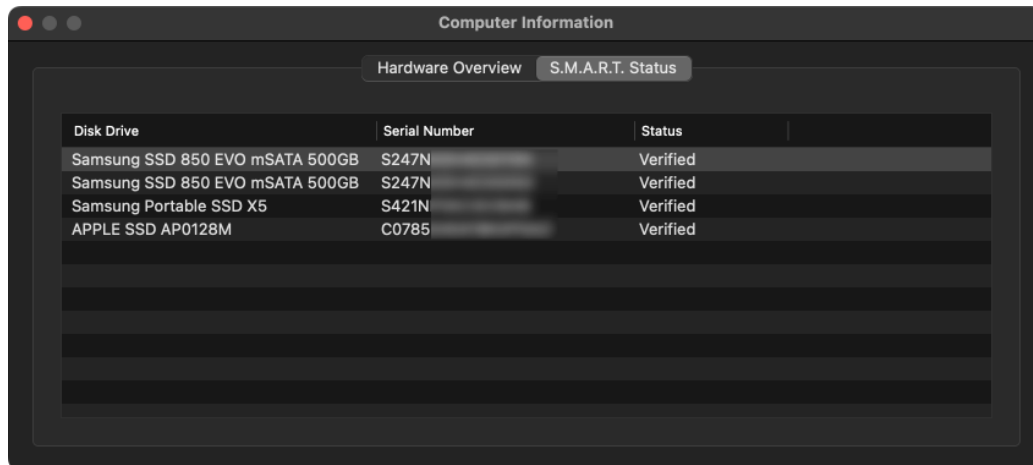 Computer Information
Hardware Overview S.M.A.R.T. Status
Disk Drive Serial Number Status
Samsung SSD 850 EVO mSATA 500GB S247N Verified
Samsung SSD 850 EVO mSATA 500GB S247N Verified
Samsung Portable SSD X5 S421N Verified
APPLE SSD AP0128M C0785 Verified